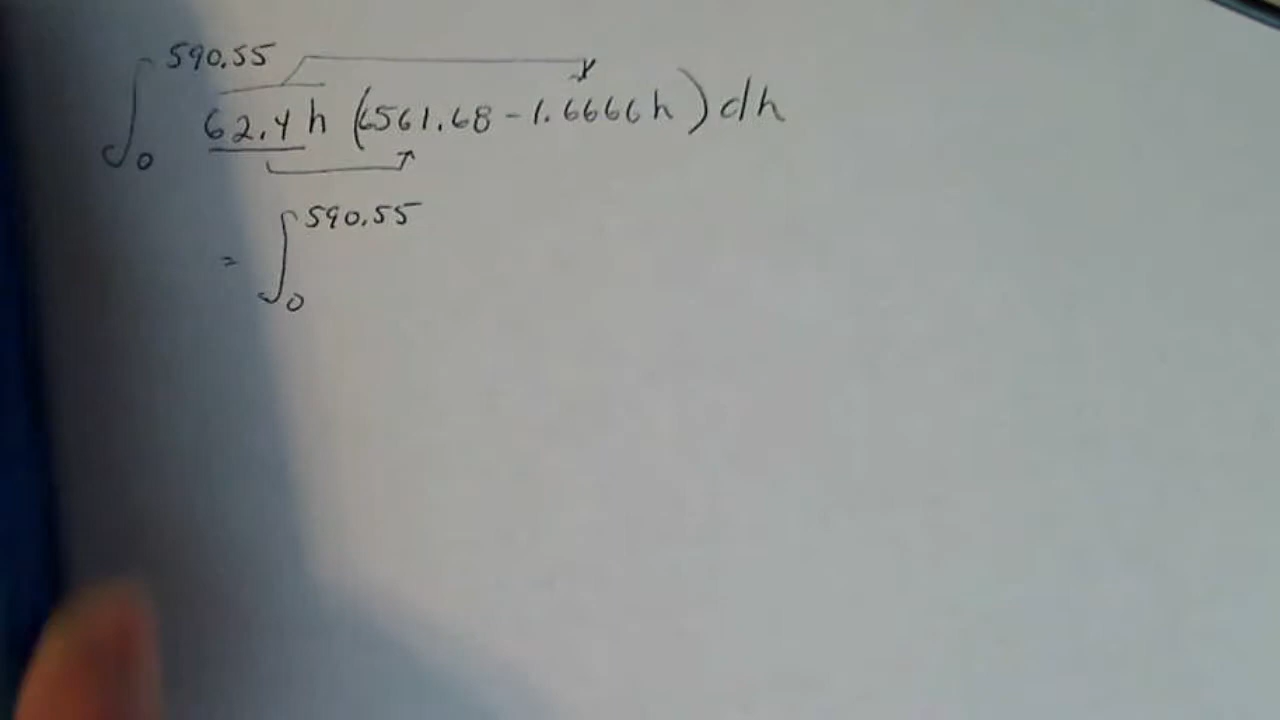 ∫₀^590.55 62.4h (6561.68 - 1.6666h) dh
= ∫₀^590.55